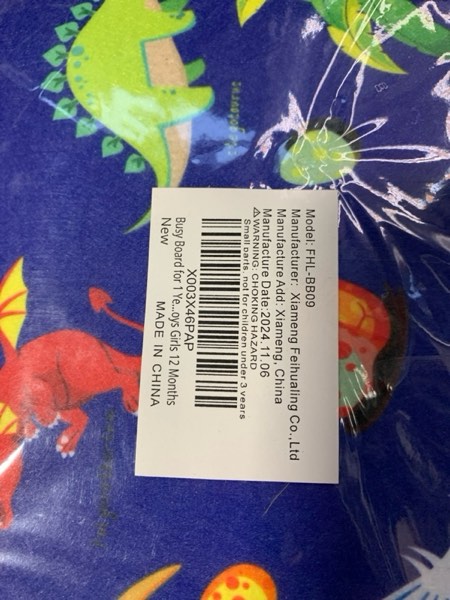 Model: FHL-BB09
Manufacturer: Xiameng Feihualing Co.,Ltd
Manufacture Add: Xiameng, China
Manufacture Date:2024.11.06
⚠WARNING: CHOKING HAZARD
Small parts. not for children under 3 years
X003X46PAP
Busy Board for 1 Ye...oys Girls 12 Months
New
MADE IN CHINA